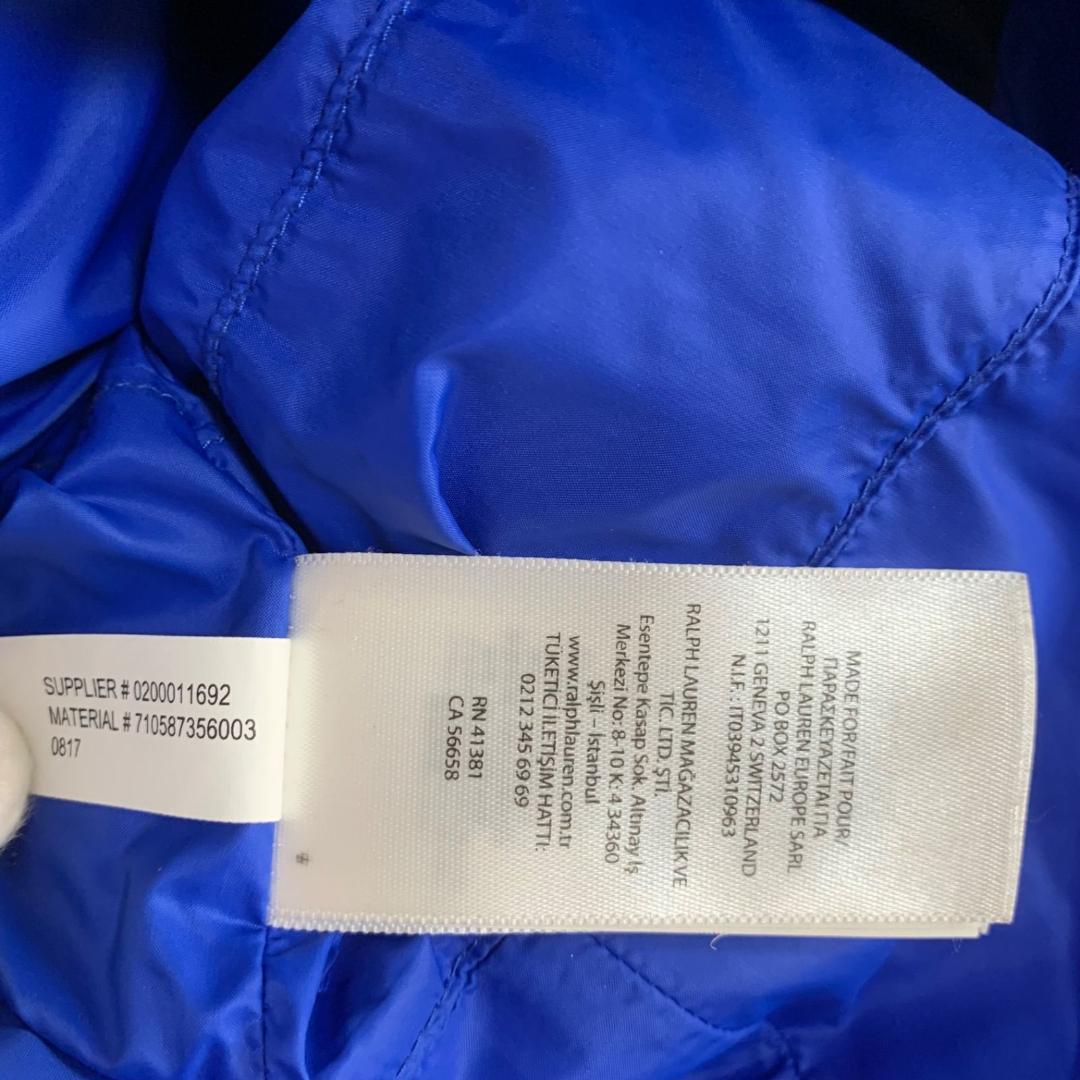 SUPPLIER # 0200011692
MATERIAL # 710587356003
0817
MADE FOR/FAIT POUR/
ΠΑΡΑΣΚΕΥΑΖΕΤΑΙ ΓΙΑ
RALPH LAUREN EUROPE SARL
PO BOX 2572
1211 GENEVA 2 SWITZERLAND
N.I.F.: IT03945310963
RALPH LAUREN MAĞAZACILIK VE
TİC. LTD. ŞTİ.
Esentepe Kasap Sok. Altınay İş
Merkezi No: 8-10 K: 4 34360
Şişli – İstanbul
www.ralphlauren.com.tr
TÜKETİCİ İLETİŞİM HATTI:
0212 345 69 69
RN 41381
CA 56658